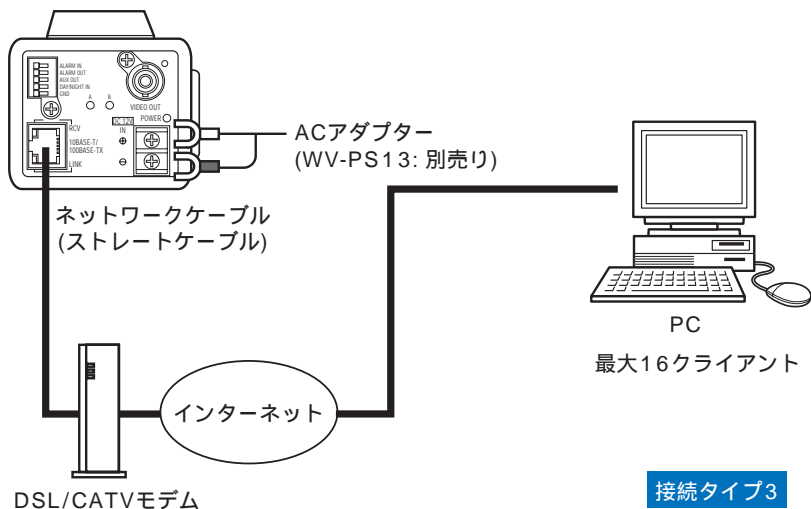 ALARM IN
ALARM OUT
AUX OUT
DAY/NIGHT IN
GND
A B
VIDEO OUT
DC 12V
IN
POWER
RCV
10BASE-T/
100BASE-TX
LINK
ACアダプター
(WV-PS13: 別売り)
ネットワークケーブル
(ストレートケーブル)
PC
最大16クライアント
インターネット
DSL/CATVモデム
接続タイプ3